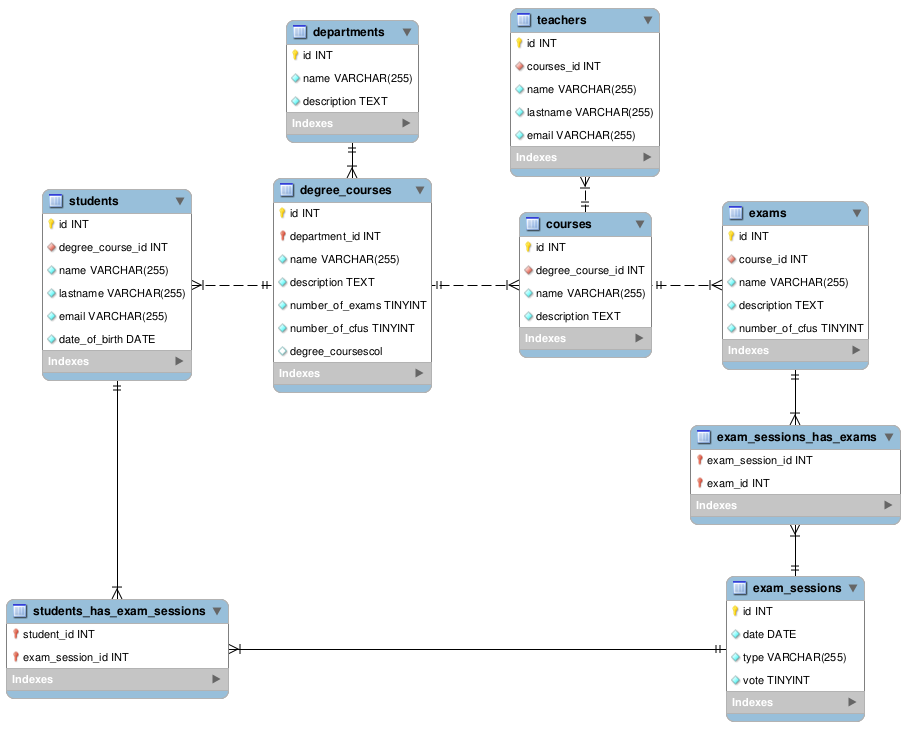 departments
id INT
name VARCHAR(255)
description TEXT
Indexes
teachers
id INT
courses_id INT
name VARCHAR(255)
lastname VARCHAR(255)
email VARCHAR(255)
Indexes
students
id INT
degree_course_id INT
name VARCHAR(255)
lastname VARCHAR(255)
email VARCHAR(255)
date_of_birth DATE
Indexes
degree_courses
id INT
department_id INT
name VARCHAR(255)
description TEXT
number_of_exams TINYINT
number_of_cfus TINYINT
degree_coursescol
Indexes
courses
id INT
degree_course_id INT
name VARCHAR(255)
description TEXT
Indexes
exams
id INT
course_id INT
name VARCHAR(255)
description TEXT
number_of_cfus TINYINT
Indexes
exam_sessions_has_exams
exam_session_id INT
exam_id INT
Indexes
students_has_exam_sessions
student_id INT
exam_session_id INT
Indexes
exam_sessions
id INT
date DATE
type VARCHAR(255)
vote TINYINT
Indexes